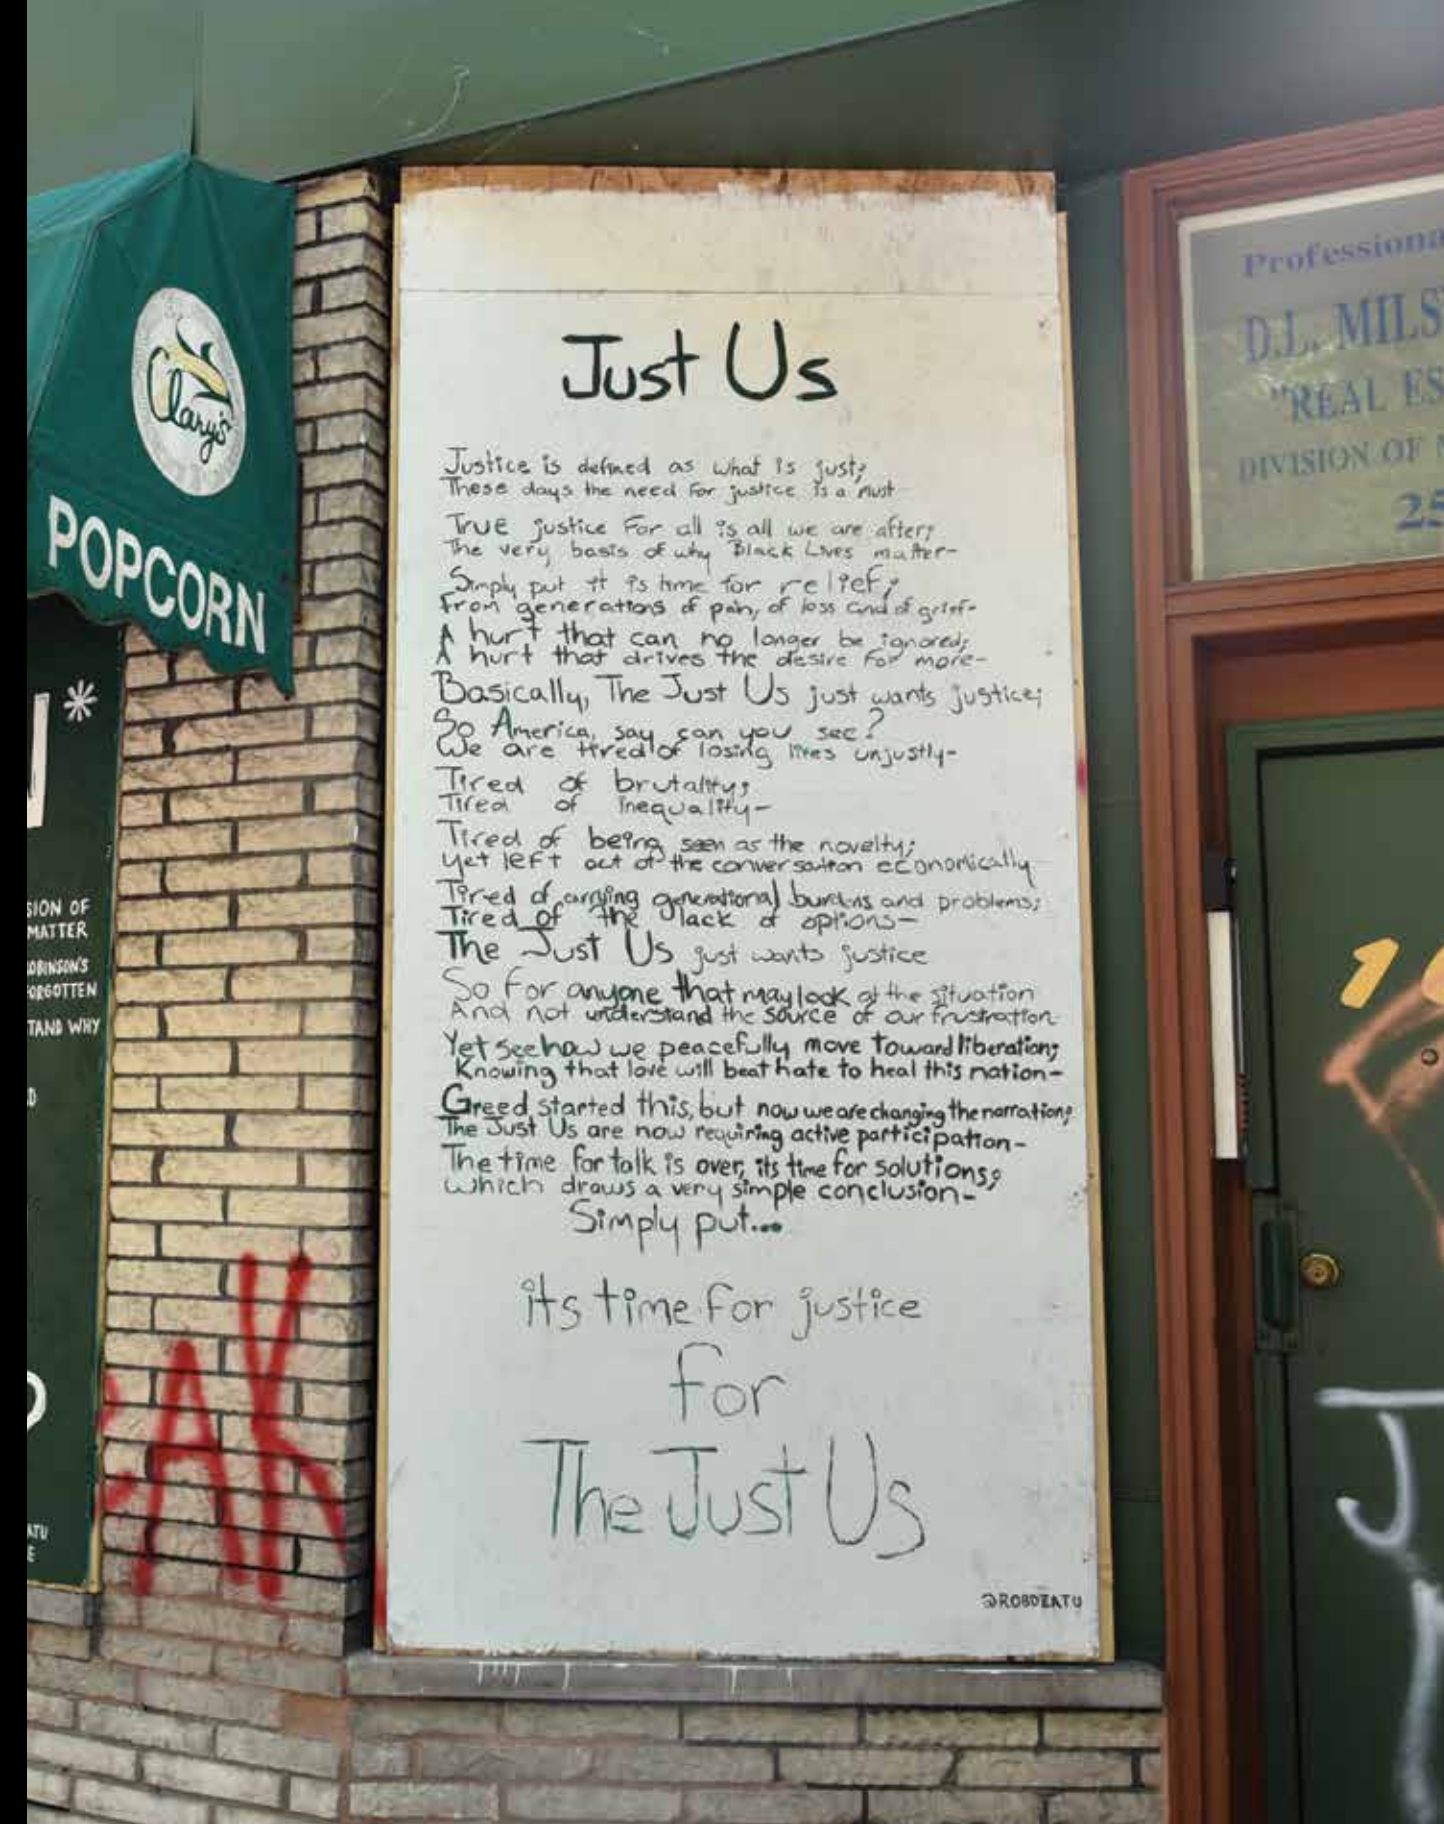 Clary's
POPCORN
*
SION OF
MATTER
OBINSON'S
ORGOTTEN
TAND WHY
D
ATU
E
AK
Just Us
Justice is defined as what is just;
These days the need for justice is a must
True justice For all is all we are after;
The very basis of why Black Lives matter-
Simply put it is time for relief;
From generations of pain, of loss and of grief-
A hurt that can no longer be ignored;
A hurt that drives the desire for more-
Basically, The Just Us just wants justice;
So America, say can you see?
We are tired of losing lives unjustly-
Tired of brutality;
Tired of inequality-
Tired of being seen as the novelty;
Yet left out of the conversation economically
Tired of carrying generational burdens and problems;
Tired of the lack of options-
The Just Us just wants justice
So for anyone that may look at the situation
And not understand the source of our frustration
Yet see how we peacefully move toward liberation;
Knowing that love will beat hate to heal this nation-
Greed started this, but now we are changing the narration;
The Just Us are now requiring active participation-
The time for talk is over, its time for solutions;
Which draws a very simple conclusion-
Simply put...
its time for justice
for
The Just Us
@ROBDZATU
Professiona
D.L. MILS
"REAL ES
DIVISION OF
25
1
J